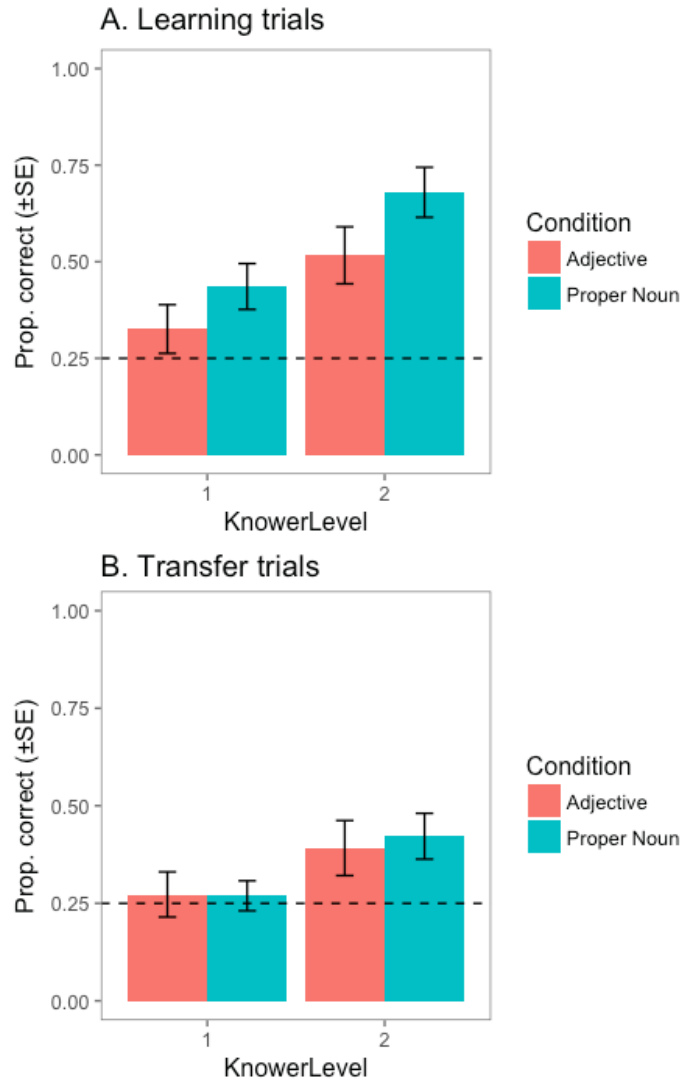 A. Learning trials
1.00
0.75
0.50
0.25
0.00
Prop. correct (±SE)
1
2
KnowerLevel
Condition
Adjective
Proper Noun
B. Transfer trials
1.00
0.75
0.50
0.25
0.00
Prop. correct (±SE)
1
2
KnowerLevel
Condition
Adjective
Proper Noun